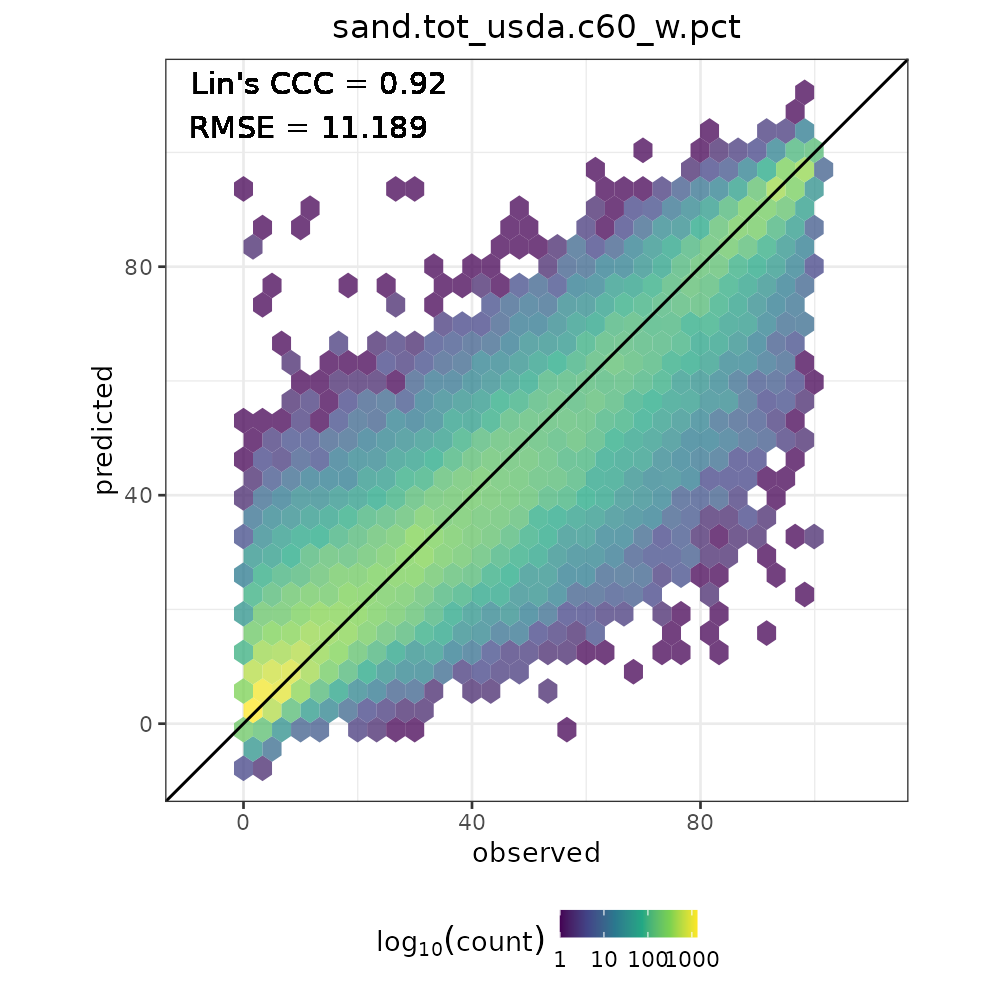 sand.tot_usda.c60_w.pct
Lin's CCC = 0.92
RMSE = 11.189
predicted
80
40
0
0 40 80
observed
log10(count)
1 10 100 1000